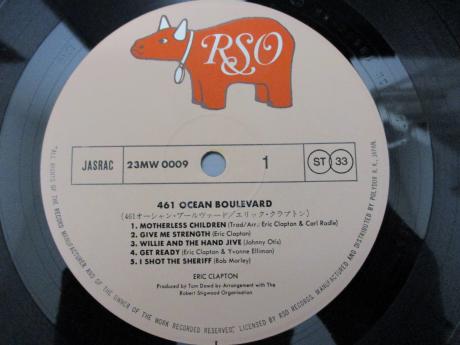 RSO
JASRAC
23MW 0009
1
ST 33
461 OCEAN BOULEVARD
(461オーシャン・ブールヴァード/エリック・クラプトン)
1. MOTHERLESS CHILDREN (Trad/Arr.: Eric Clapton & Carl Radle)
2. GIVE ME STRENGTH (Eric Clapton)
3. WILLIE AND THE HAND JIVE (Johnny Otis)
4. GET READY (Eric Clapton & Yvonne Elliman)
5. I SHOT THE SHERIFF (Bob Marley)
ERIC CLAPTON
Produced by Tom Dowd by Arrangement with The
Robert Stigwood Organisation
"ALL RIGHTS OF THE RECORD MANUFACTURER AND OF THE OWNER OF THE WORK RECORDED RESERVED" LICENSED BY RSO RECORDS. MANUFACTURED AND DISTRIBUTED BY POLYDOR K.K., JAPAN.